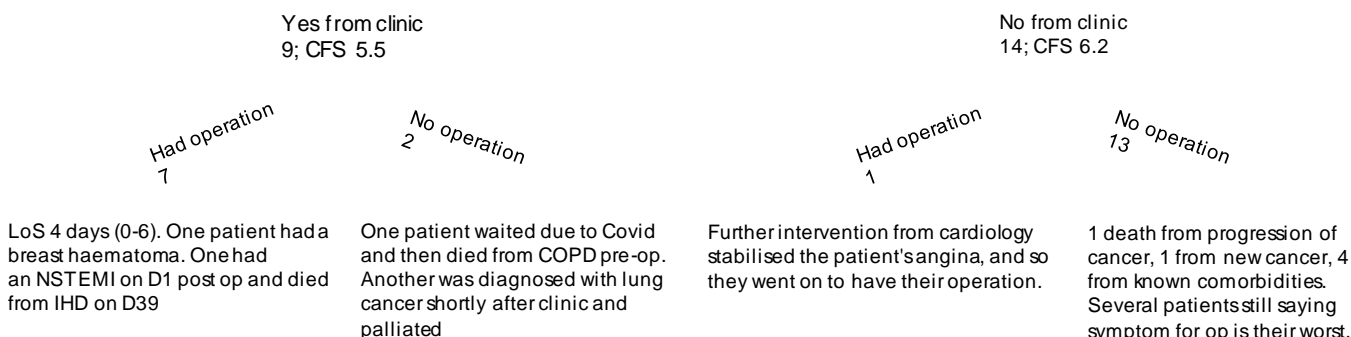 Yes from clinic
9; CFS 5.5
No from clinic
14; CFS 6.2
Had operation
7
No operation
2
Had operation
1
No operation
13
LoS 4 days (0-6). One patient had a
breast haematoma. One had
an NSTEMI on D1 post op and died
from IHD on D39
One patient waited due to Covid
and then died from COPD pre-op.
Another was diagnosed with lung
cancer shortly after clinic and
palliated
Further intervention from cardiology
stabilised the patient's angina, and so
they went on to have their operation.
1 death from progression of
cancer, 1 from new cancer, 4
from known comorbidities.
Several patients still saying
symptom for op is their worst.